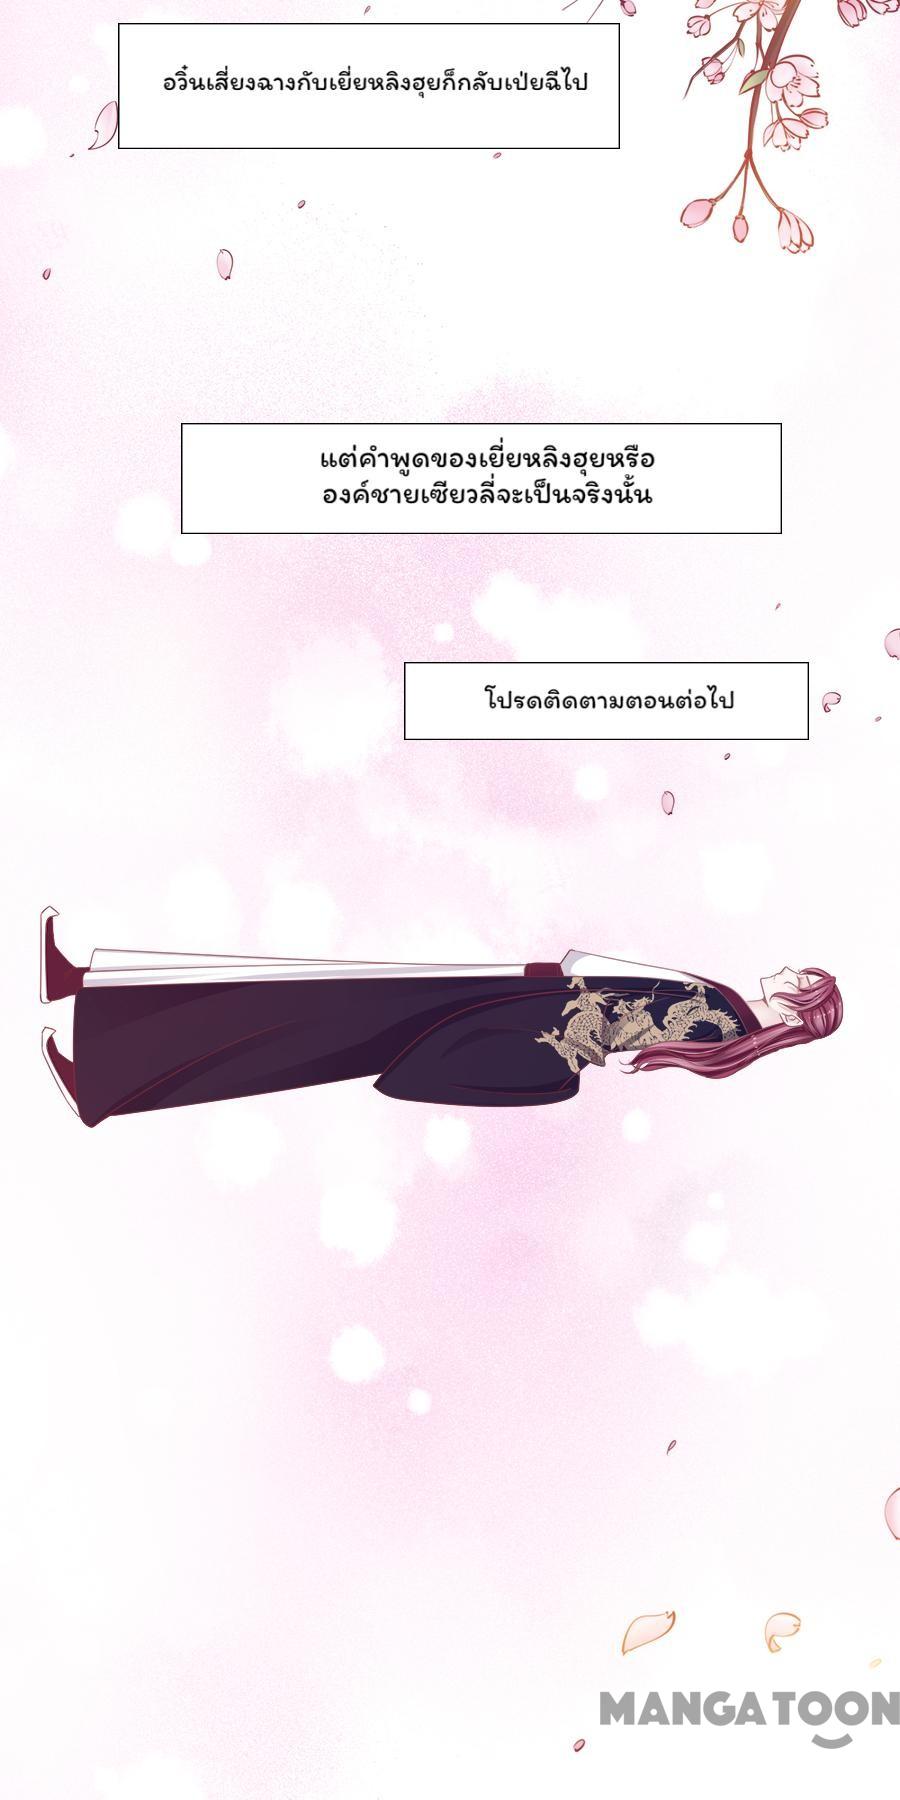 อวิ๋นเสี่ยงฉางกับเยี่ยหลิงฮุยก็กลับเป่ยฉีไป
แต่คำพูดของเยี่ยหลิงฮุยหรือ
องค์ชายเซียวลี่จะเป็นจริงนั้น
โปรดติดตามตอนต่อไป
MANGATOON